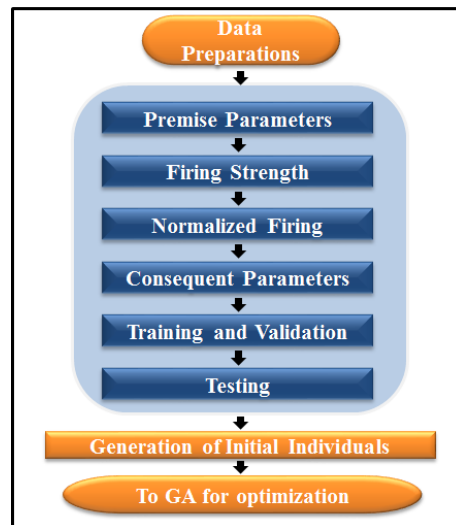 Data
Preparations
Premise Parameters
Firing Strength
Normalized Firing
Consequent Parameters
Training and Validation
Testing
Generation of Initial Individuals
To GA for optimization